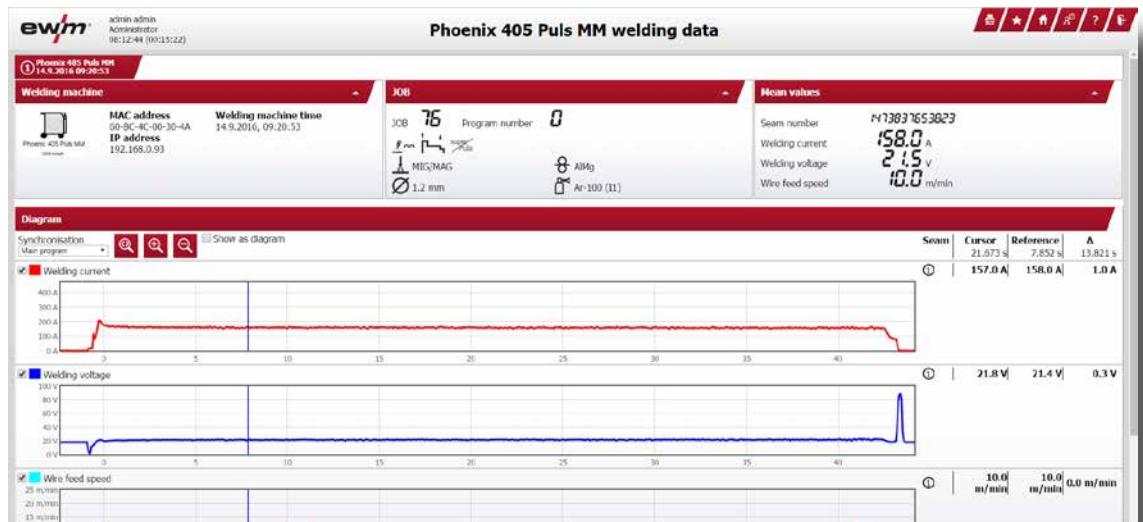 ewm
admin admin
Administrator
08:12:44 (00:15:22)
Phoenix 405 Puls MM welding data
1 Phoenix 405 Puls MM
14.9.2016 09:20:53
Welding machine
JOB
Mean values
Phoenix 405 Puls MM
MAC address
60-BC-4C-00-30-4A
IP address
192.168.0.93
Welding machine time
14.9.2016, 09:20:53
JOB 76 Program number 0
MIG/MAG
AlMg
1.2 mm
Ar-100 (I1)
Seam number 1473837653823
Welding current 158.0 A
Welding voltage 21.5 V
Wire feed speed 10.0 m/min
Diagram
Synchronisation
Main program
Show as diagram
Seam Cursor Reference Δ
21.673 s 7.852 s 13.821 s
Welding current
1 157.0 A 158.0 A 1.0 A
400 A
300 A
200 A
100 A
0 A
0 5 10 15 20 25 30 35 40
Welding voltage
1 21.8 V 21.4 V 0.3 V
100 V
80 V
60 V
40 V
20 V
0 V
0 5 10 15 20 25 30 35 40
Wire feed speed
1 10.0 m/min 10.0 m/min 0.0 m/min
25 m/min
20 m/min
15 m/min